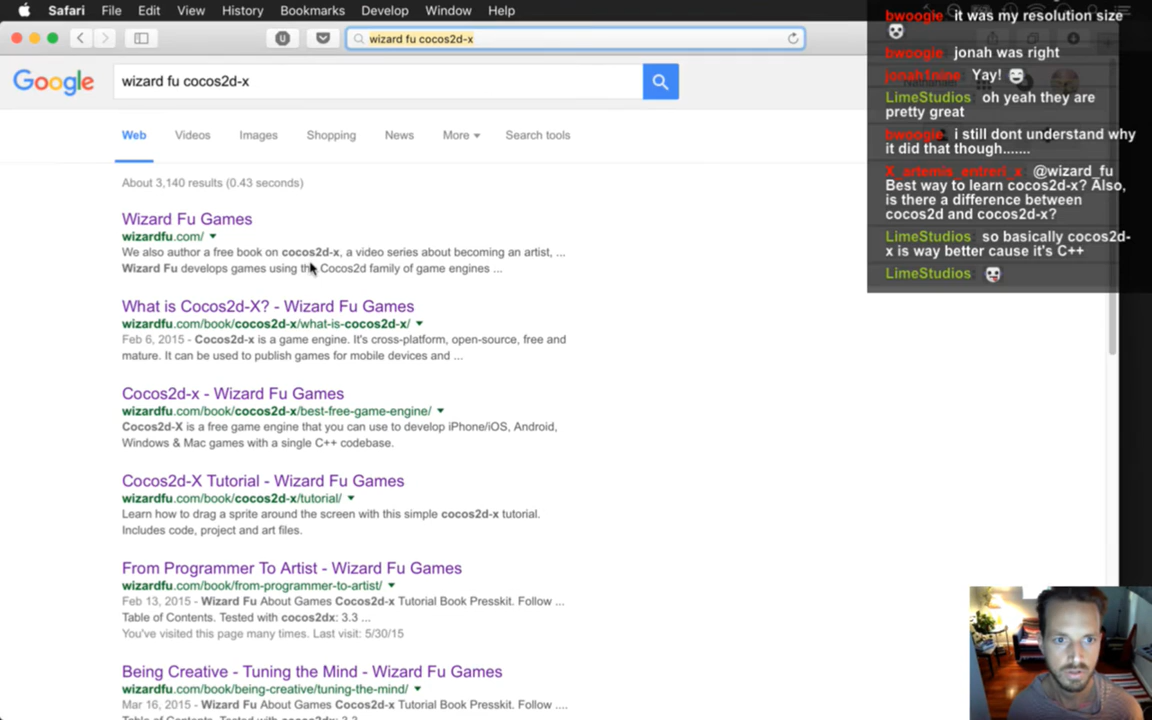 Safari File Edit View History Bookmarks Develop Window Help
wizard fu cocos2d-x
Google
wizard fu cocos2d-x
Web Videos Images Shopping News More Search tools
About 3,140 results (0.43 seconds)
Wizard Fu Games
wizardfu.com/
We also author a free book on cocos2d-x, a video series about becoming an artist, ...
Wizard Fu develops games using the Cocos2d family of game engines ...
What is Cocos2d-X? - Wizard Fu Games
wizardfu.com/book/cocos2d-x/what-is-cocos2d-x/
Feb 6, 2015 - Cocos2d-x is a game engine. It's cross-platform, open-source, free and
mature. It can be used to publish games for mobile devices and ...
Cocos2d-x - Wizard Fu Games
wizardfu.com/book/cocos2d-x/best-free-game-engine/
Cocos2d-X is a free game engine that you can use to develop iPhone/iOS, Android,
Windows & Mac games with a single C++ codebase.
Cocos2d-X Tutorial - Wizard Fu Games
wizardfu.com/book/cocos2d-x/tutorial/
Learn how to drag a sprite around the screen with this simple cocos2d-x tutorial.
Includes code, project and art files.
From Programmer To Artist - Wizard Fu Games
wizardfu.com/book/from-programmer-to-artist/
Feb 13, 2015 - Wizard Fu About Games Cocos2d-x Tutorial Book Presskit. Follow ...
Table of Contents. Tested with cocos2dx: 3.3 ...
You've visited this page many times. Last visit: 5/30/15
Being Creative - Tuning the Mind - Wizard Fu Games
wizardfu.com/book/being-creative/tuning-the-mind/
Mar 16, 2015 - Wizard Fu About Games Cocos2d-x Tutorial Book Presskit. Follow ....
Table of Contents. Tested with cocos2dx: 3.3
bwoogie it was my resolution size
bwoogie jonah was right
jonah1nine Yay!
LimeStudios oh yeah they are
pretty great
bwoogie i still dont understand why
it did that though.......
X_artemis_entreri_x @wizard_fu
Best way to learn cocos2d-x? Also,
is there a difference between
cocos2d and cocos2d-x?
LimeStudios so basically cocos2d-
x is way better cause it's C++
LimeStudios